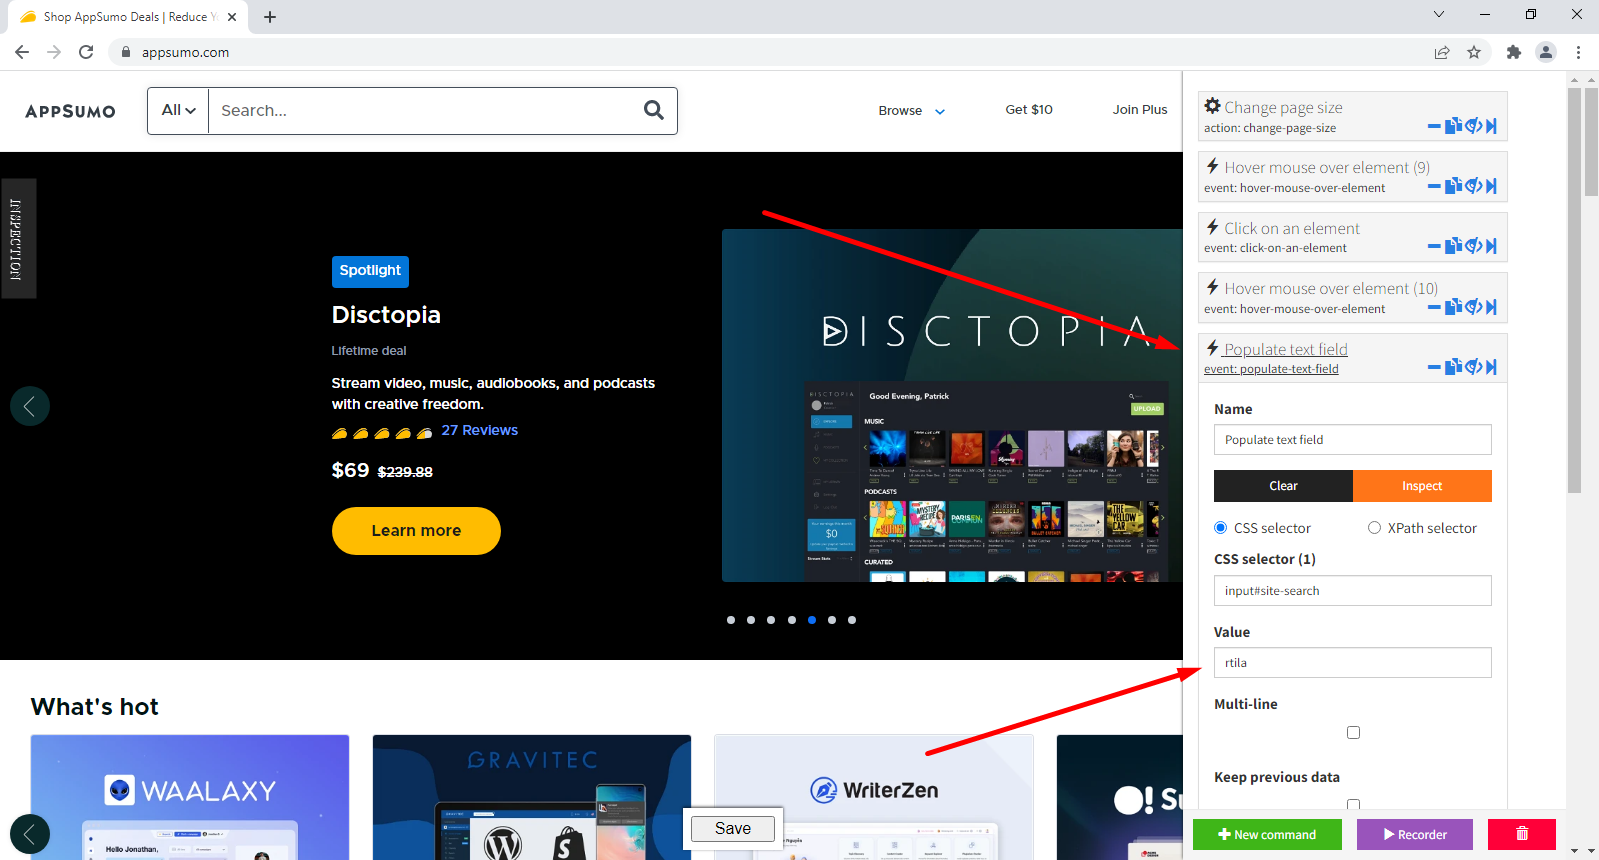 Shop AppSumo Deals | Reduce Y
appsumo.com
APPSUMO
All
Search...
Browse
Get $10
Join Plus
INSPECTION
Spotlight
Disctopia
Lifetime deal
Stream video, music, audiobooks, and podcasts
with creative freedom.
27 Reviews
$69 $239.88
Learn more
DISCTOPIA
DISCTOPIA
Good Evening, Patrick
UPLOAD
MUSIC
PODCASTS
$0
CURATED
What's hot
WAALAXY
Hello Jonathan,
GRAVITEC
WriterZen
Su
Save
Change page size
action: change-page-size
Hover mouse over element (9)
event: hover-mouse-over-element
Click on an element
event: click-on-an-element
Hover mouse over element (10)
event: hover-mouse-over-element
Populate text field
event: populate-text-field
Name
Populate text field
Clear
Inspect
CSS selector
XPath selector
CSS selector (1)
input#site-search
Value
rtila
Multi-line
Keep previous data
New command
Recorder